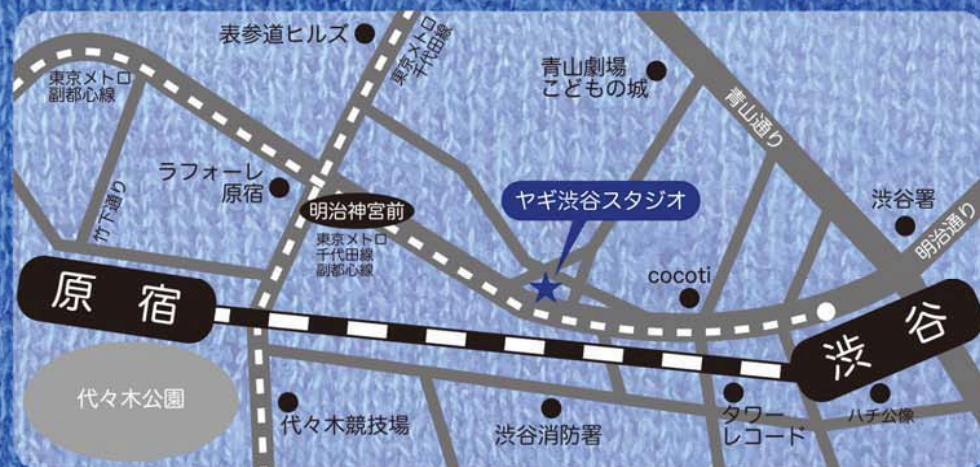 表参道ヒルズ
東京メトロ
千代田線
東京メトロ
副都心線
青山劇場
こどもの城
青山通り
ラフォーレ
原宿
竹下通り
明治神宮前
東京メトロ
千代田線
副都心線
ヤギ渋谷スタジオ
渋谷署
明治通り
cocoti
原宿
渋谷
代々木公園
代々木競技場
渋谷消防署
タワー
レコード
ハチ公像